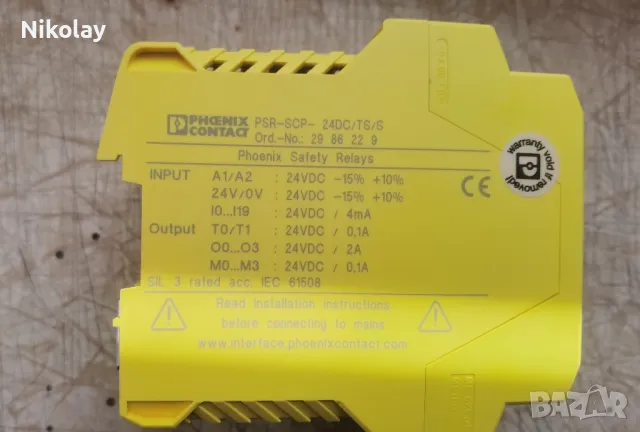 Nikolay
PHŒNIX
CONTACT
PSR-SCP- 24DC/TS/S
Ord.-No.: 29 86 22 9
Phoenix Safety Relays
INPUT A1/A2 : 24VDC -15% +10%
24V/0V : 24VDC -15% +10%
I0...I19 : 24VDC / 4mA
Output T0/T1 : 24VDC / 0,1A
O0...O3 : 24VDC / 2A
M0...M3 : 24VDC / 0,1A
SIL 3 rated acc. IEC 61508
CE
warranty void
if removed!
Read installation instructions
before connecting to mains
www.interface.phoenixcontact.com
BAZAR